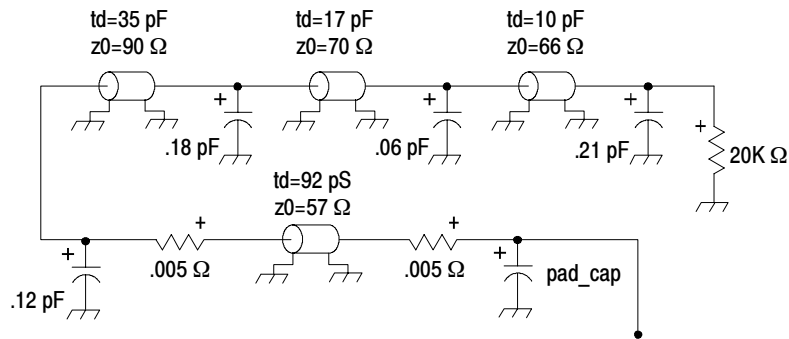 td=35 pF
z0=90 Ω
td=17 pF
z0=70 Ω
td=10 pF
z0=66 Ω
+
+
+
+
.18 pF
.06 pF
.21 pF
20K Ω
td=92 pS
z0=57 Ω
+
+
+
+
.005 Ω
.005 Ω
pad_cap
.12 pF